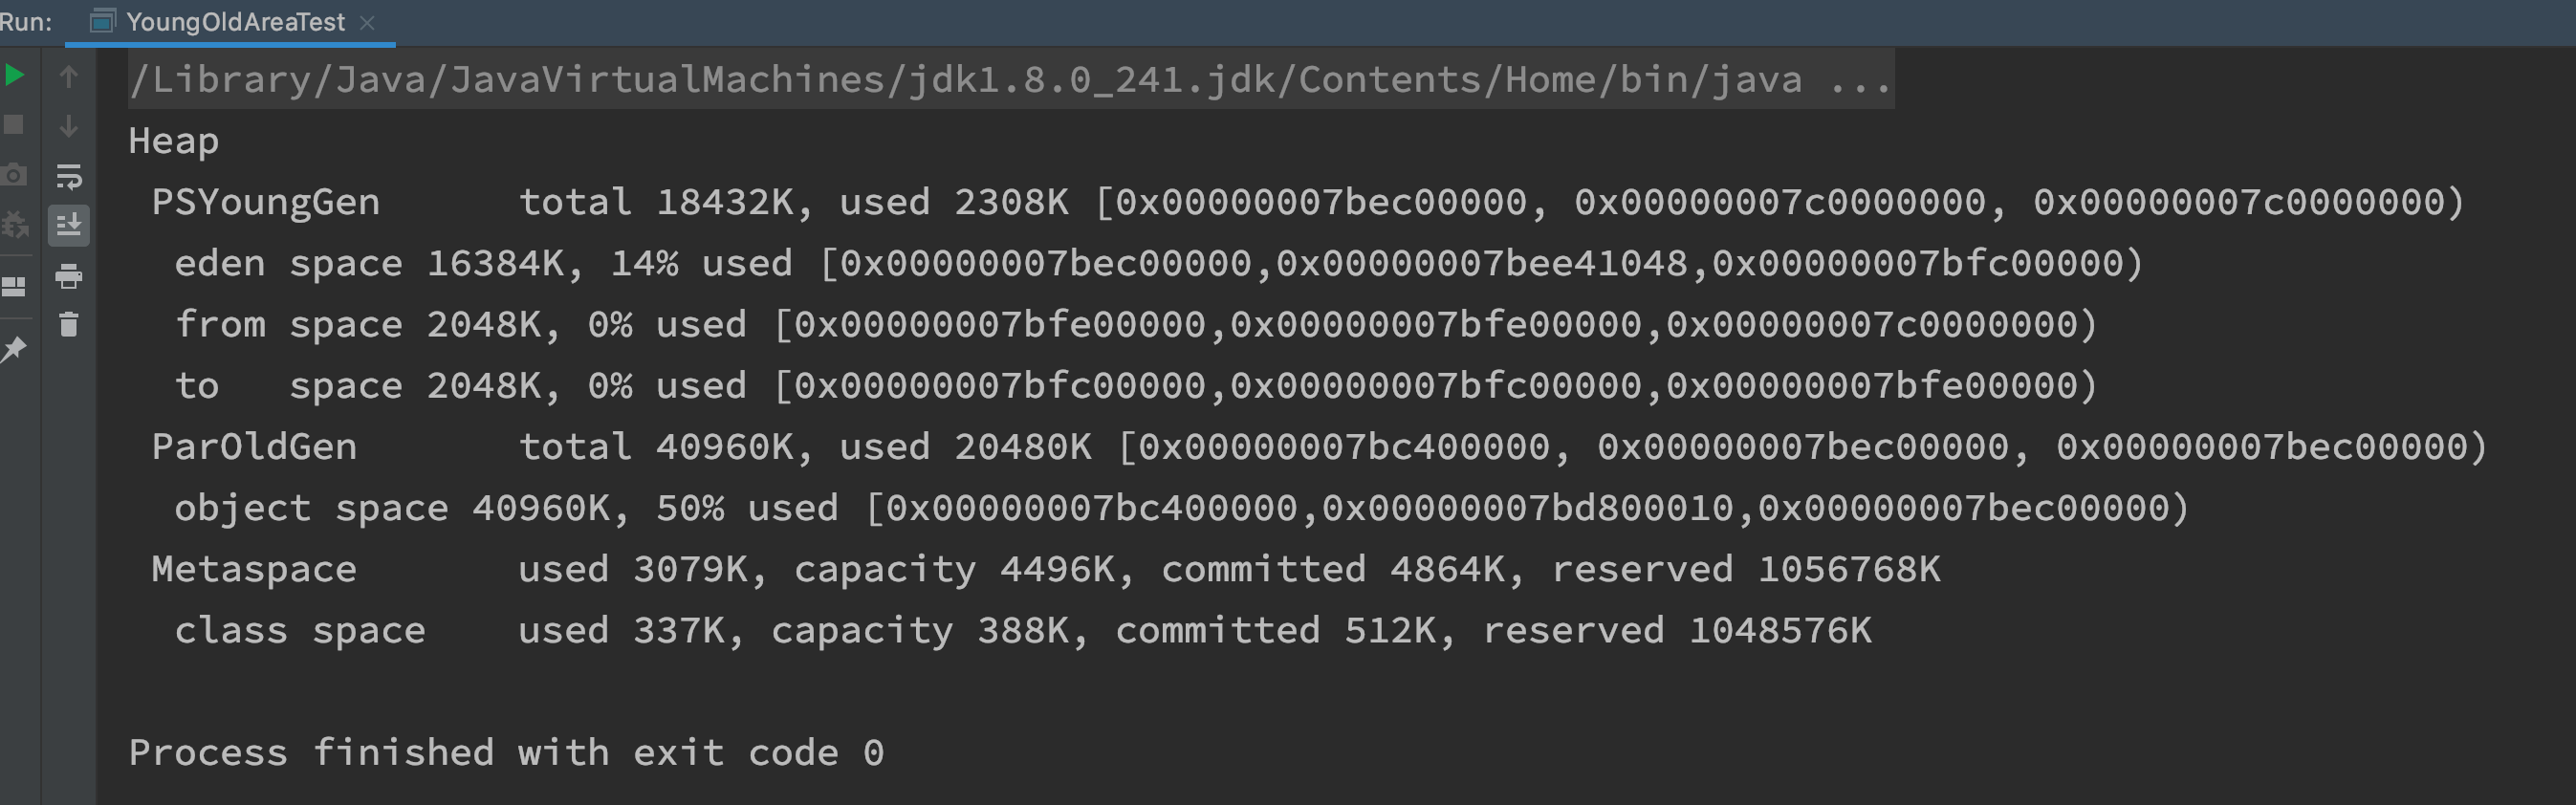 Run: YoungOldAreaTest
/Library/Java/JavaVirtualMachines/jdk1.8.0_241.jdk/Contents/Home/bin/java ...
Heap
 PSYoungGen      total 18432K, used 2308K [0x00000007bec00000, 0x00000007c0000000, 0x00000007c0000000)
  eden space 16384K, 14% used [0x00000007bec00000,0x00000007bee41048,0x00000007bfc00000)
  from space 2048K, 0% used [0x00000007bfe00000,0x00000007bfe00000,0x00000007c0000000)
  to   space 2048K, 0% used [0x00000007bfc00000,0x00000007bfc00000,0x00000007bfe00000)
 ParOldGen       total 40960K, used 20480K [0x00000007bc400000, 0x00000007bec00000, 0x00000007bec00000)
  object space 40960K, 50% used [0x00000007bc400000,0x00000007bd800010,0x00000007bec00000)
 Metaspace       used 3079K, capacity 4496K, committed 4864K, reserved 1056768K
  class space    used 337K, capacity 388K, committed 512K, reserved 1048576K
Process finished with exit code 0